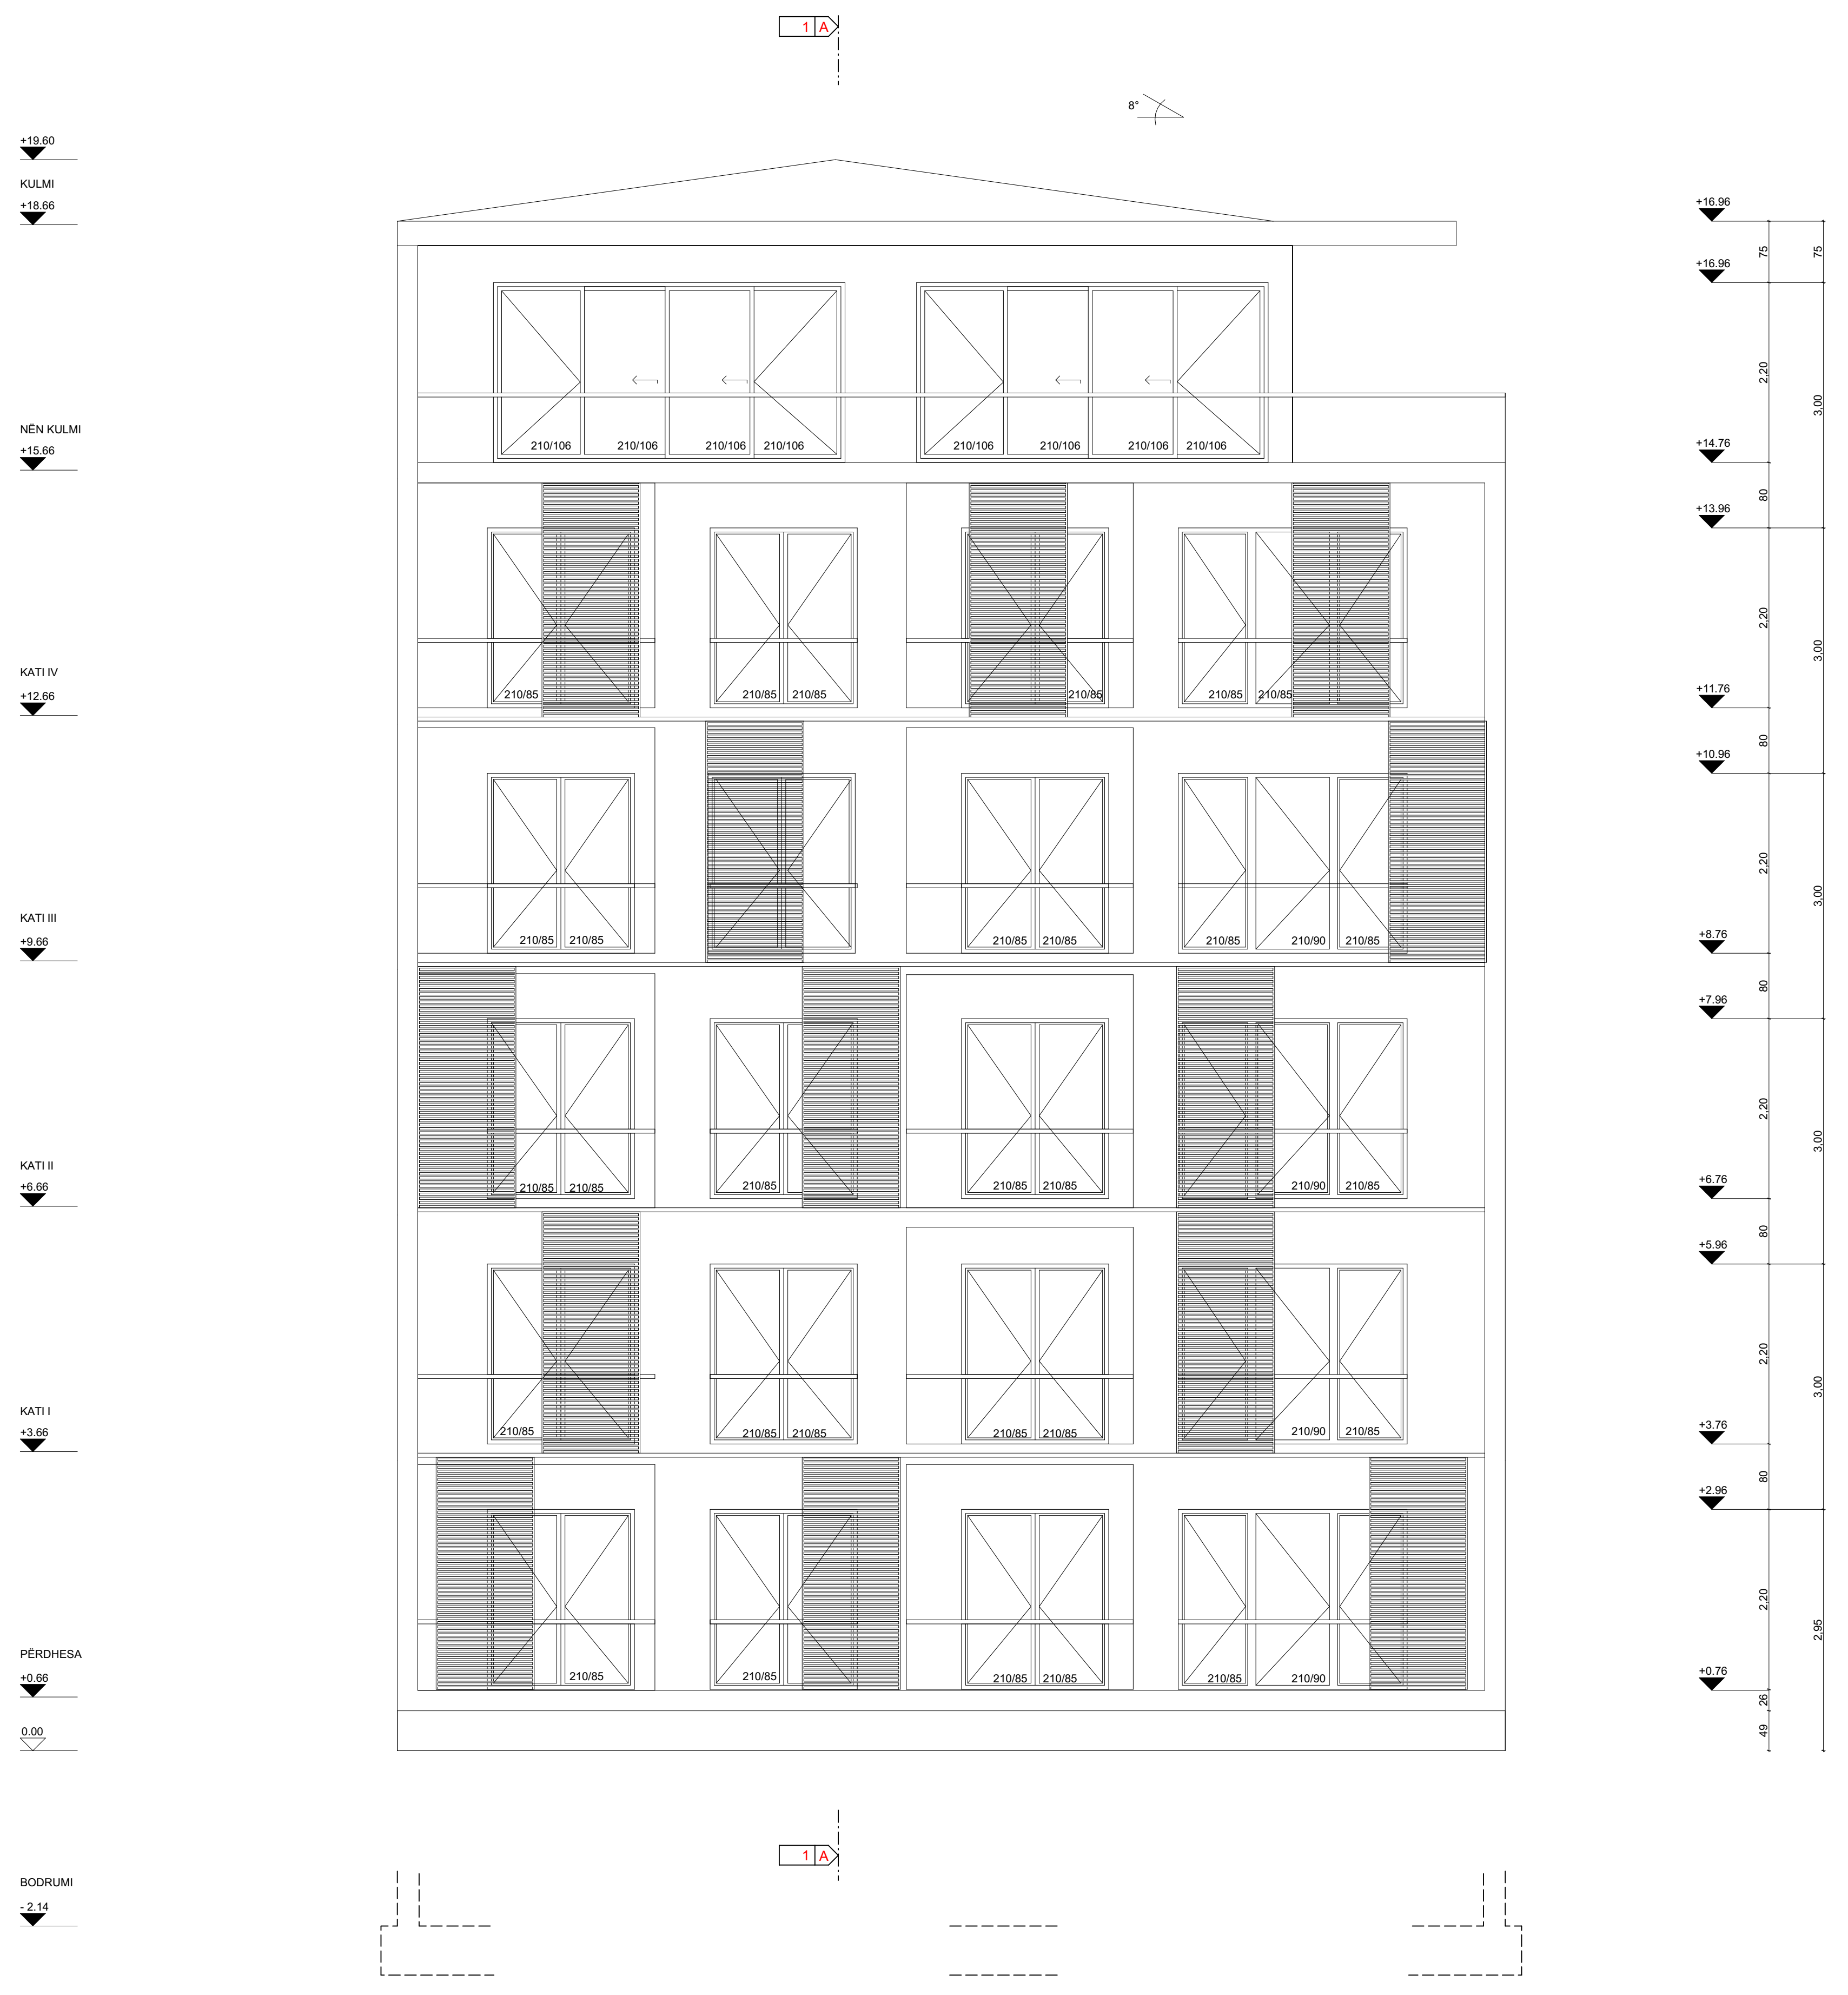 1 A
8°
+19.60
KULMI
+18.66
+16.96
75 75
+16.96
2,20
3,00
NËN KULMI
+15.66
210/106 210/106 210/106 210/106 210/106 210/106 210/106 210/106
+14.76
80
+13.96
2,20
3,00
KATI IV
+12.66
210/85 210/85 210/85 210/85 210/85 210/85
+11.76
80
+10.96
2,20
3,00
KATI III
+9.66
210/85 210/85 210/85 210/85 210/85 210/90 210/85
+8.76
80
+7.96
2,20
3,00
KATI II
+6.66
210/85 210/85 210/85 210/85 210/85 210/90 210/85
+6.76
80
+5.96
2,20
3,00
KATI I
+3.66
210/85 210/85 210/85 210/85 210/85 210/90 210/85
+3.76
80
+2.96
2,20
2,95
PËRDHESA
+0.66
210/85 210/85 210/85 210/85 210/85 210/90
+0.76
26
0.00
49
1 A
BODRUMI
- 2.14